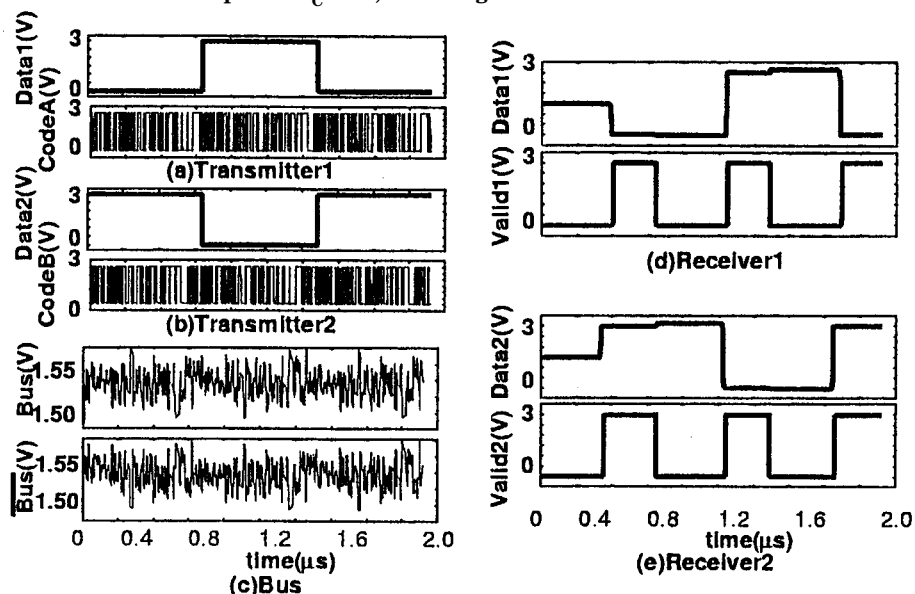 Data1(V)
3
0
CodeA(V)
3
0
(a)Transmitter1
Data2(V)
3
0
CodeB(V)
3
0
(b)Transmitter2
Bus(V)
1.55
1.50
Bus(V)
1.55
1.50
0 0.4 0.8 1.2 1.6 2.0
time(μs)
(c)Bus
Data1(V)
3
0
Valid1(V)
3
0
(d)Receiver1
Data2(V)
3
0
Valid2(V)
3
0
0 0.4 0.8 1.2 1.6 2.0
time(μs)
(e)Receiver2